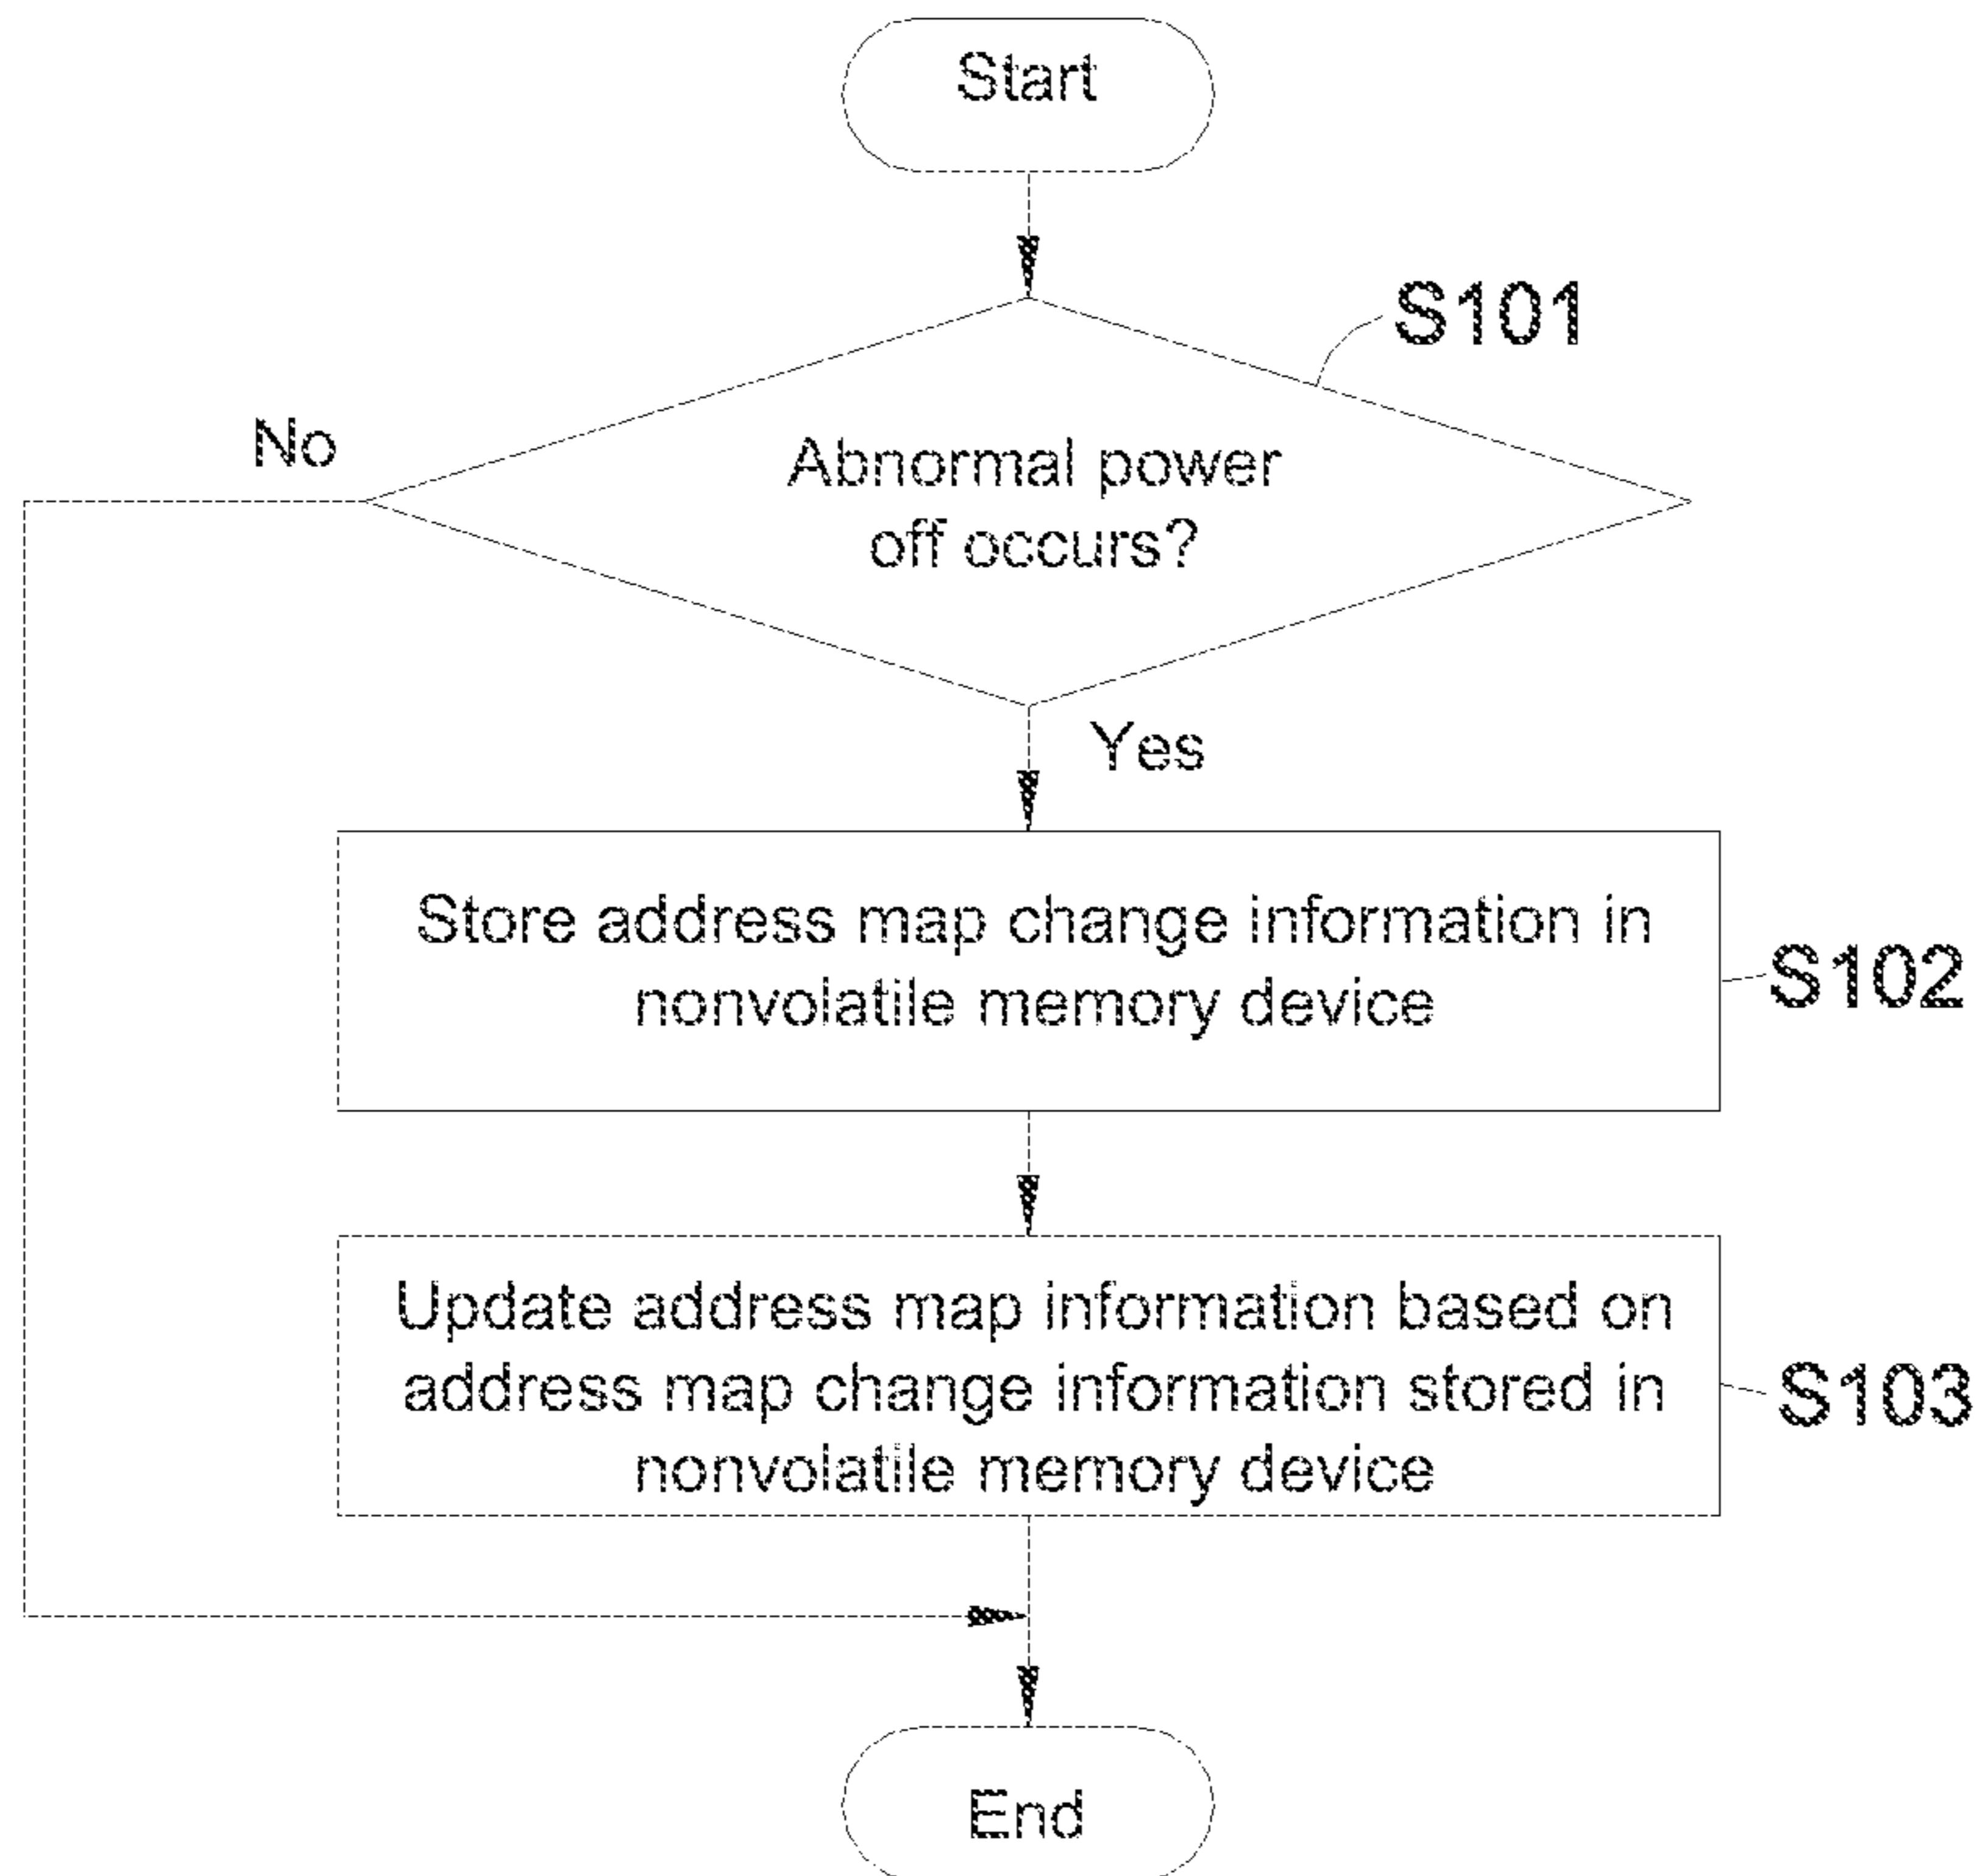 Start
S101
No
Abnormal power
off occurs?
Yes
Store address map change information in
nonvolatile memory device
S102
Update address map information based on
address map change information stored in
nonvolatile memory device
S103
End